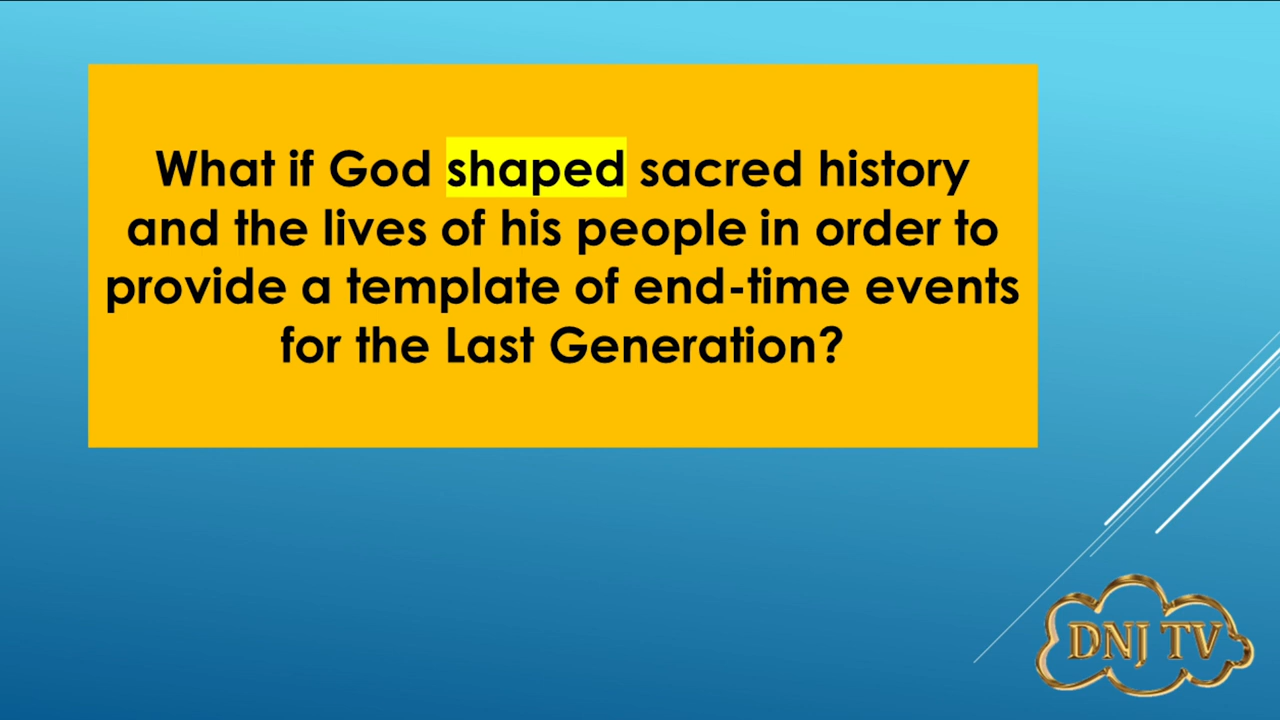 What if God shaped sacred history
and the lives of his people in order to
provide a template of end-time events
for the Last Generation?
DNJ TV